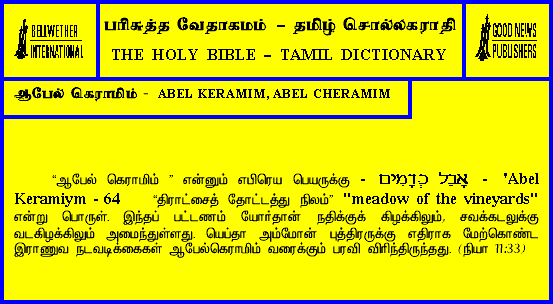 BELLWETHER
INTERNATIONAL
பரிசுத்த வேதாகமம் – தமிழ் சொல்லகராதி
THE HOLY BIBLE – TAMIL DICTIONARY
GOOD NEWS
PUBLISHERS
ஆபேல் கெராமிம் - ABEL KERAMIM, ABEL CHERAMIM
“ஆபேல் கெராமிம் ” என்னும் எபிரெய பெயருக்கு - אָבֵל כְּרָמִים - 'Abel
Keramiym - 64 “திராட்சைத் தோட்டத்து நிலம்” "meadow of the vineyards"
என்று பொருள். இந்தப் பட்டணம் யோர்தான் நதிக்குக் கிழக்கிலும், சவக்கடலுக்கு
வடகிழக்கிலும் அமைந்துள்ளது. யெப்தா அம்மோன் புத்திரருக்கு எதிராக மேற்கொண்ட
இராணுவ நடவடிக்கைகள் ஆபேல்கெராமிம் வரைக்கும் பரவி விரிந்திருந்தது. (நியா 11:33)